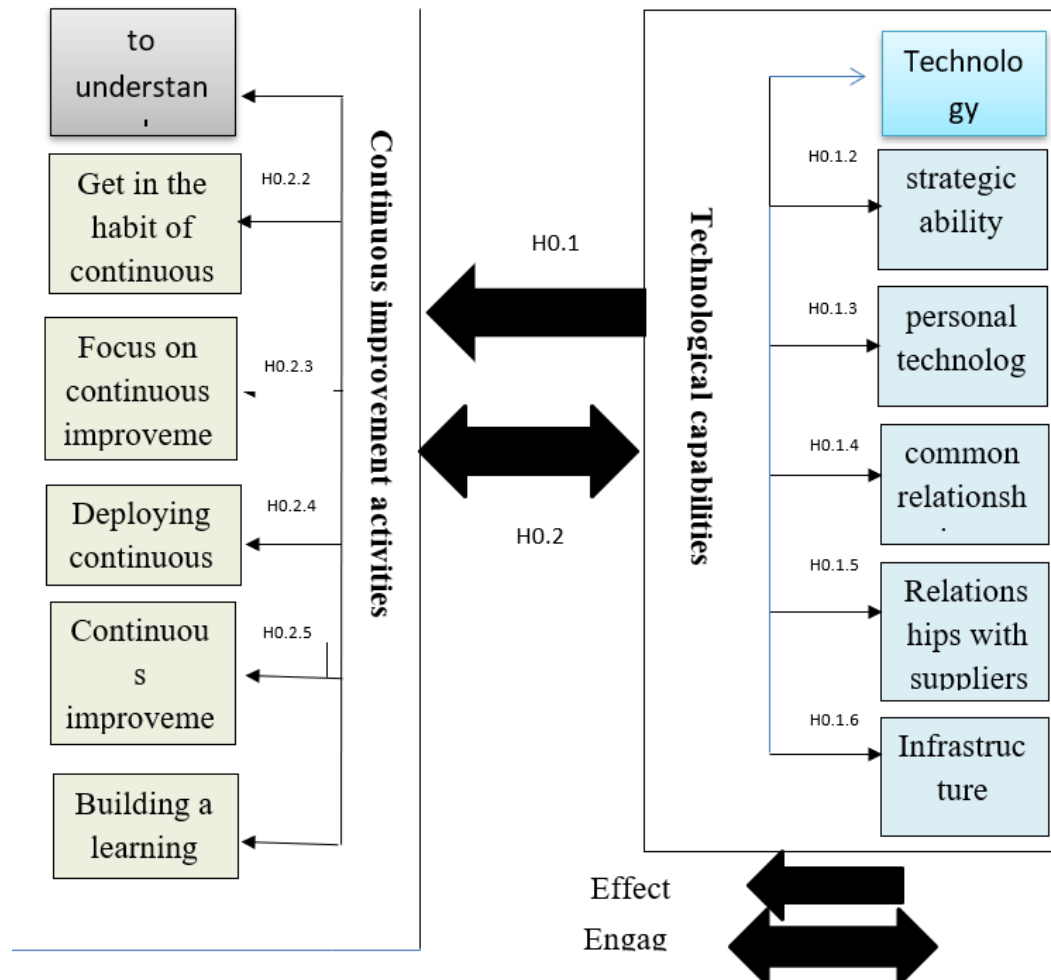 to
understan
Get in the
habit of
continuous
H0.2.2
Focus on
continuous
improveme
H0.2.3
Deploying
continuous
H0.2.4
Continuou
s
improveme
H0.2.5
Building a
learning
Continuous improvement activities
H0.1
H0.2
Technological capabilities
Technolo
gy
H0.1.2
strategic
ability
H0.1.3
personal
technolog
H0.1.4
common
relationsh
H0.1.5
Relations
hips with
suppliers
H0.1.6
Infrastruc
ture
Effect
Engag